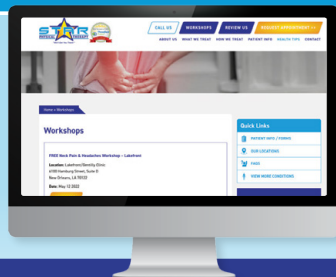 STAR
PHYSICAL THERAPY
CALL US
WORKSHOPS
REVIEW US
REQUEST APPOINTMENT >>
ABOUT US WHAT WE TREAT HOW WE TREAT PATIENT INFO HEALTH TIPS CONTACT
Home » Workshops
Workshops
FREE Neck Pain & Headaches Workshop – Lakefront
Location: Lakefront/Gentilly Clinic
6100 Hamburg Street, Suite E
New Orleans, LA 70122
Date: May 12 2022
Quick Links
PATIENT INFO / FORMS
OUR LOCATIONS
FAQS
VIEW MORE CONDITIONS